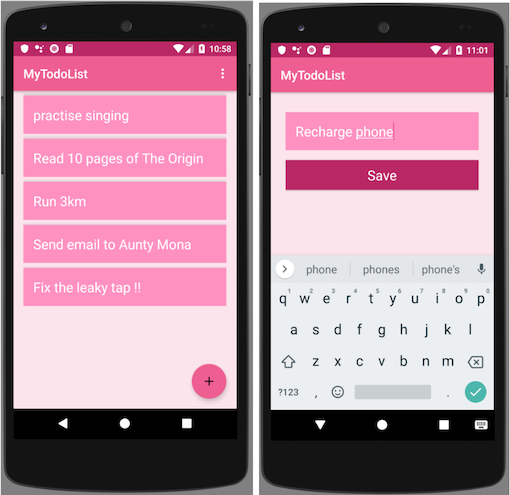 10:58
MyTodoList
practise singing
Read 10 pages of The Origin
Run 3km
Send email to Aunty Mona
Fix the leaky tap !!
+
11:01
MyTodoList
Recharge phone
Save
phone phones phone's
1 2 3 4 5 6 7 8 9 0
q w e r t y u i o p
a s d f g h j k l
z x c v b n m
?123 , .